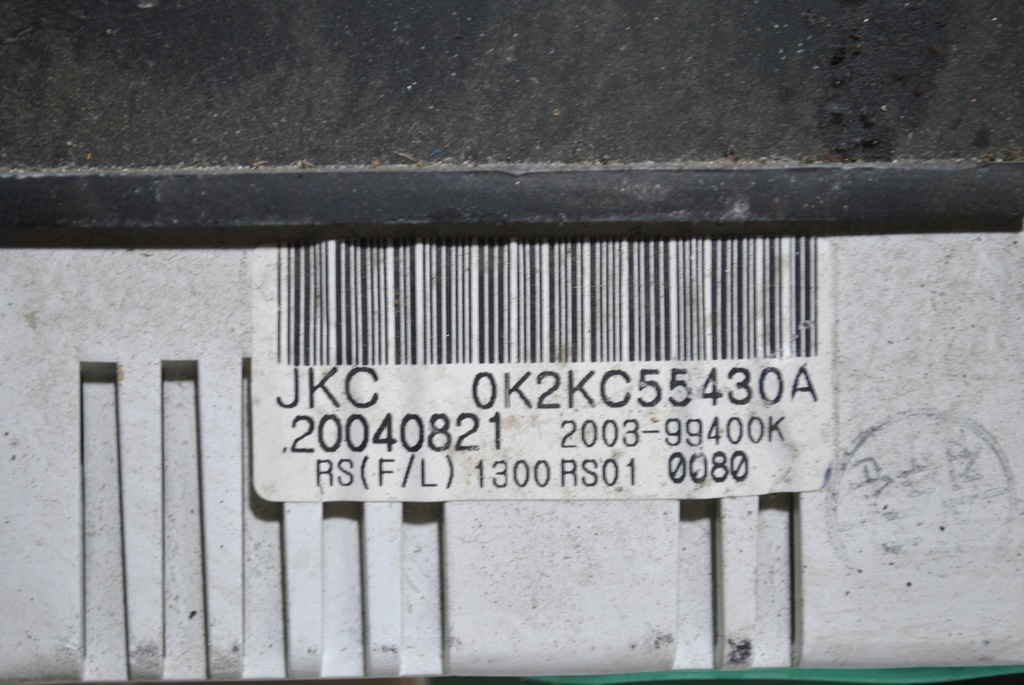 JKC 0K2KC55430A
.20040821 2003-99400K
RS(F/L) 1300 RS01 0080